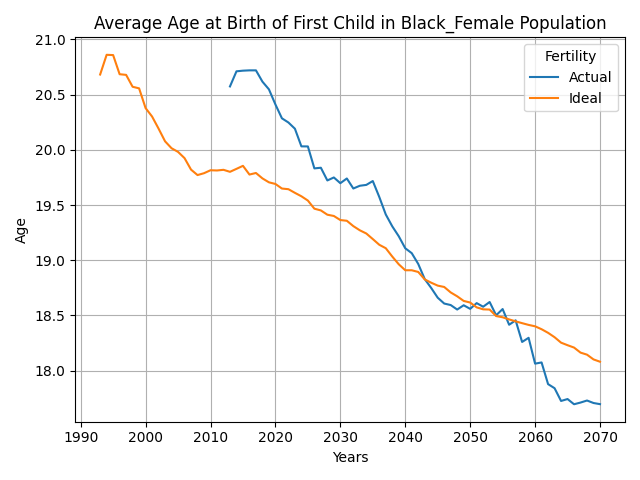 Average Age at Birth of First Child in Black_Female Population
21.0
20.5
20.0
19.5
19.0
18.5
18.0
Age
Fertility
Actual
Ideal
1990 2000 2010 2020 2030 2040 2050 2060 2070
Years